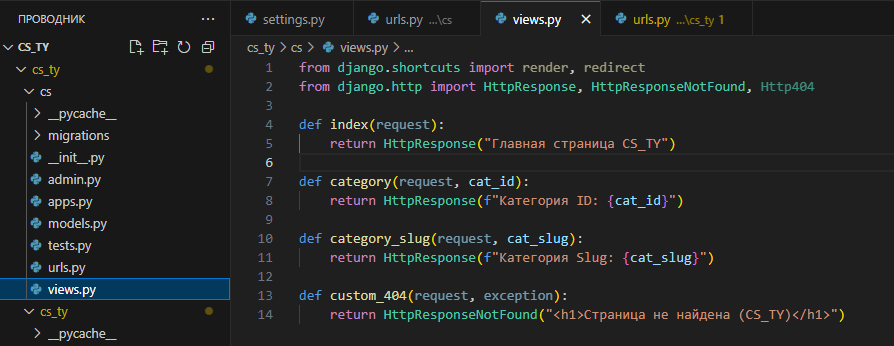 ПРОВОДНИК
CS_TY
cs_ty
cs
__pycache__
migrations
__init__.py
admin.py
apps.py
models.py
tests.py
urls.py
views.py
cs_ty
__pycache__
settings.py urls.py ...\cs views.py urls.py ...\cs_ty 1
cs_ty > cs > views.py > ...
1 from django.shortcuts import render, redirect
2 from django.http import HttpResponse, HttpResponseNotFound, Http404
3
4 def index(request):
5     return HttpResponse("Главная страница CS_TY")
6
7 def category(request, cat_id):
8     return HttpResponse(f"Категория ID: {cat_id}")
9
10 def category_slug(request, cat_slug):
11     return HttpResponse(f"Категория Slug: {cat_slug}")
12
13 def custom_404(request, exception):
14     return HttpResponseNotFound("<h1>Страница не найдена (CS_TY)</h1>")